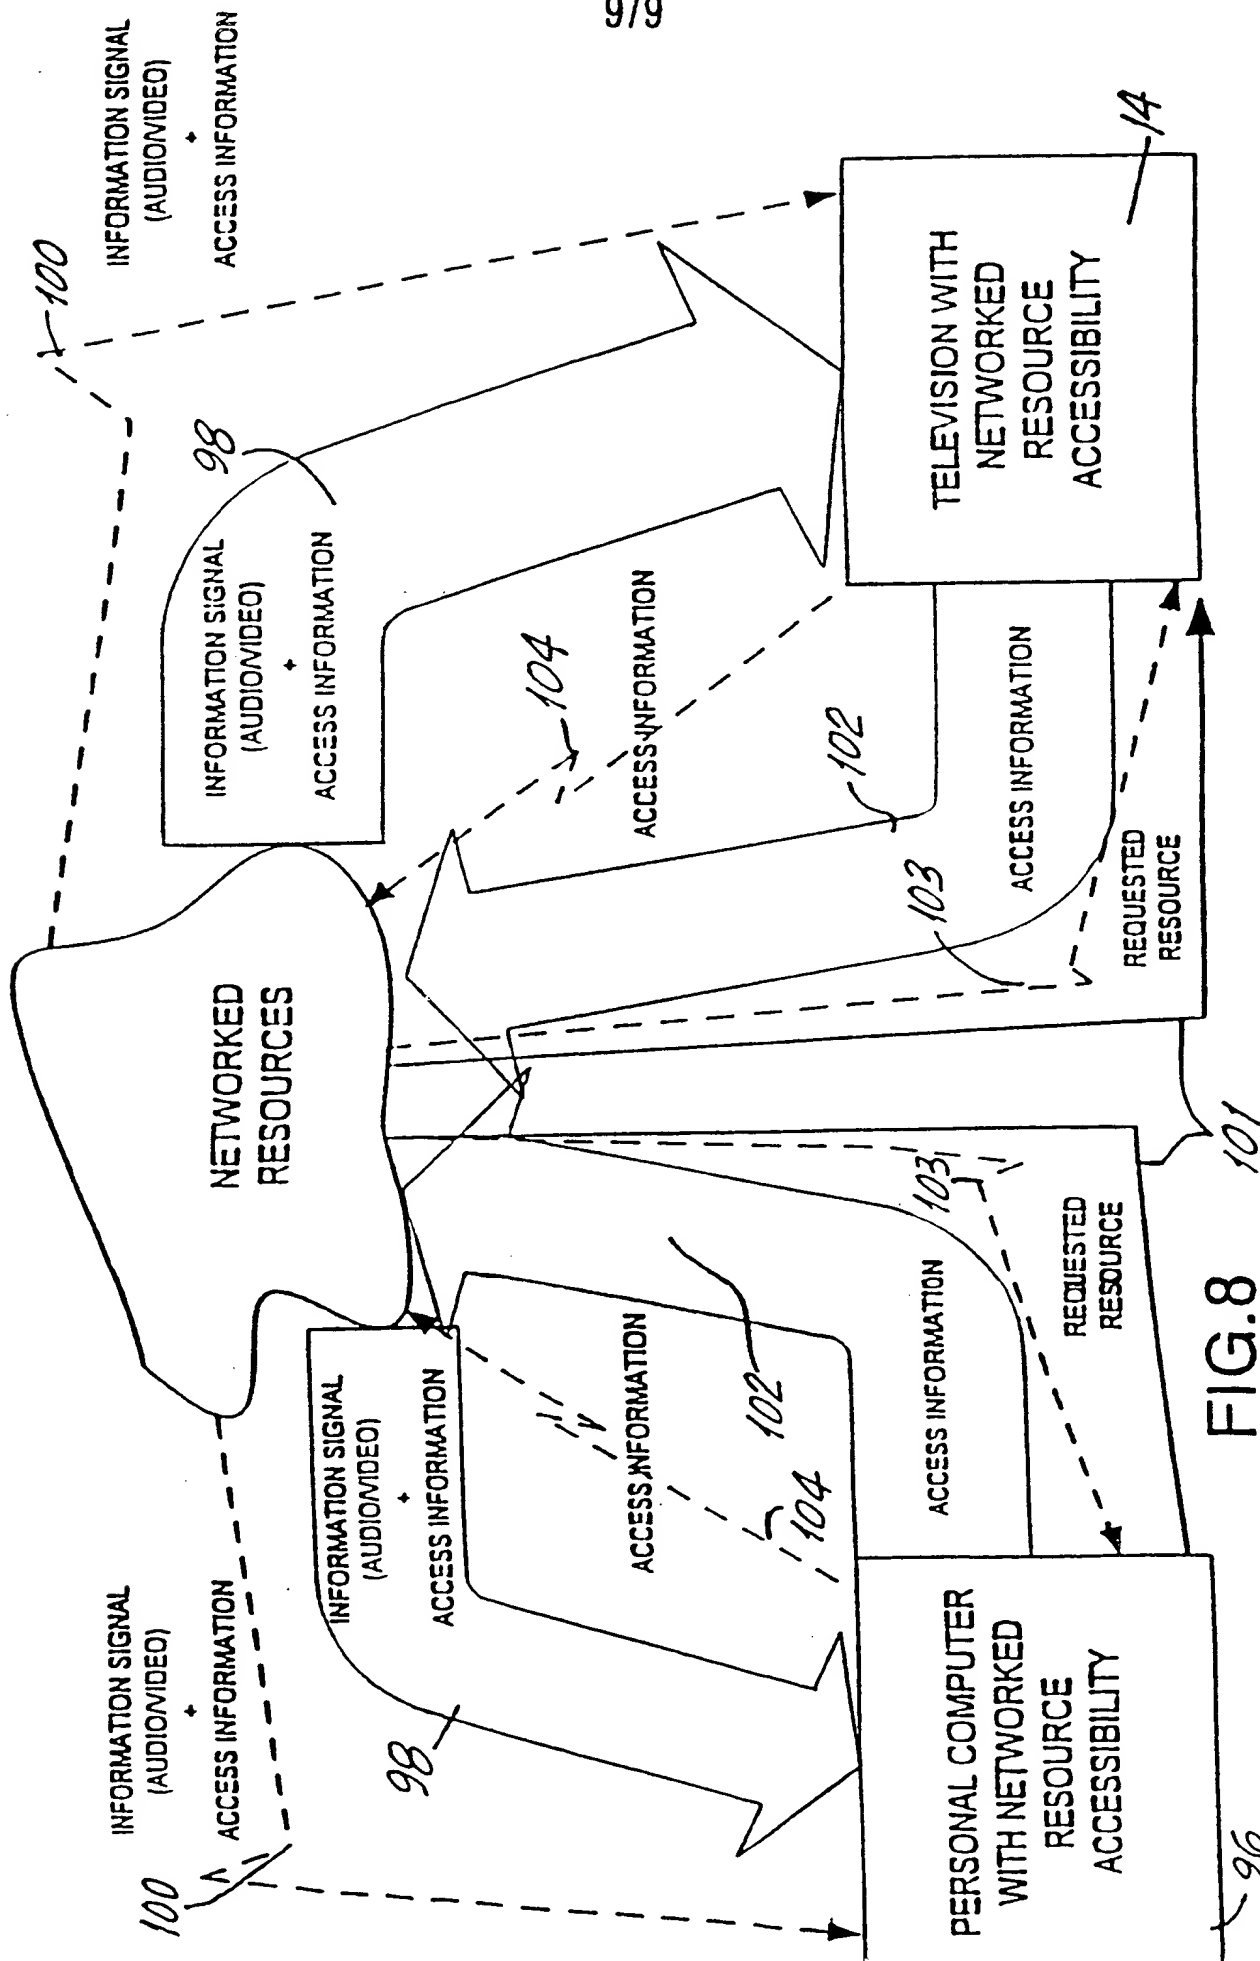 9/9
INFORMATION SIGNAL
(AUDIO/VIDEO)
+
ACCESS INFORMATION
100
INFORMATION SIGNAL
(AUDIO/VIDEO)
+
ACCESS INFORMATION
100
NETWORKED
RESOURCES
INFORMATION SIGNAL
(AUDIO/VIDEO)
+
ACCESS INFORMATION
98
INFORMATION SIGNAL
(AUDIO/VIDEO)
+
ACCESS INFORMATION
98
ACCESS INFORMATION
104
102
ACCESS INFORMATION
104
102
ACCESS INFORMATION
103
REQUESTED
RESOURCE
ACCESS INFORMATION
103
REQUESTED
RESOURCE
101
PERSONAL COMPUTER
WITH NETWORKED
RESOURCE
ACCESSIBILITY
96
TELEVISION WITH
NETWORKED
RESOURCE
ACCESSIBILITY
14
FIG.8